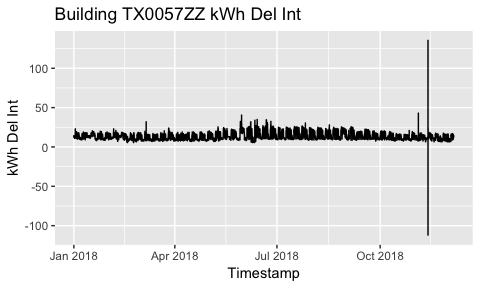 Building TX0057ZZ kWh Del Int
kWh Del Int
100
50
0
-50
-100
Jan 2018 Apr 2018 Jul 2018 Oct 2018
Timestamp